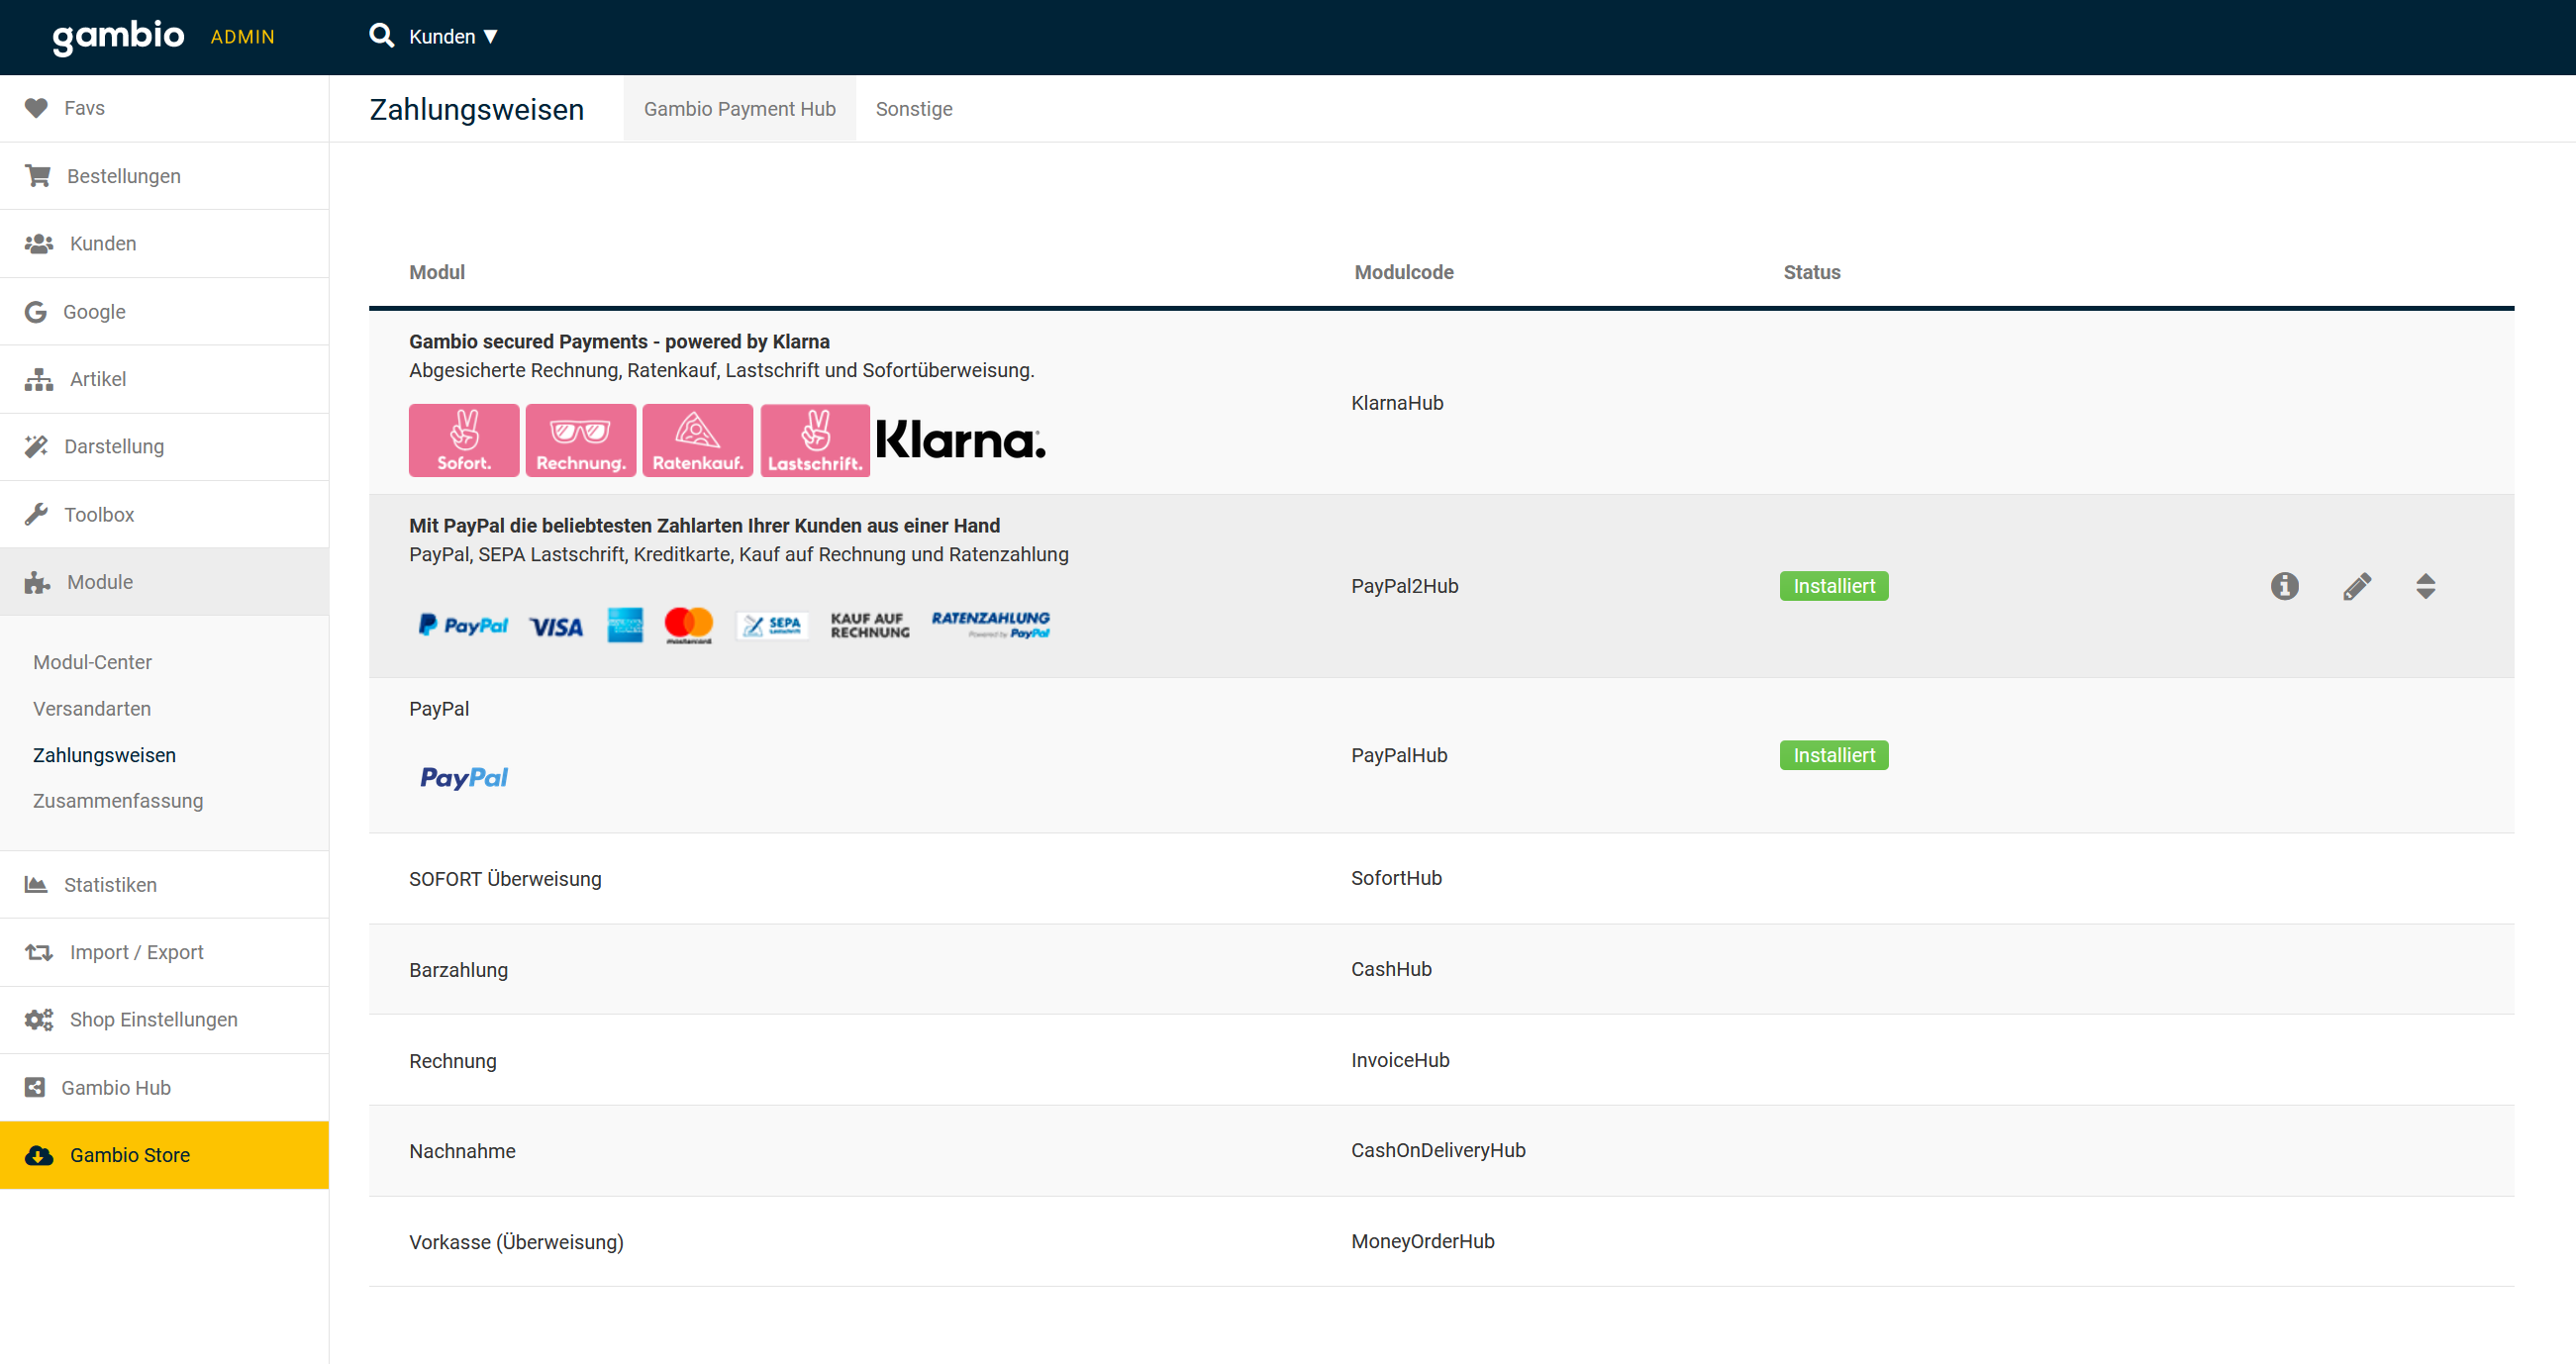 gambio ADMIN
Kunden ▼
Favs
Bestellungen
Kunden
Google
Artikel
Darstellung
Toolbox
Module
Modul-Center
Versandarten
Zahlungsweisen
Zusammenfassung
Statistiken
Import / Export
Shop Einstellungen
Gambio Hub
Gambio Store
Zahlungsweisen
Gambio Payment Hub
Sonstige
Modul Modulcode Status
Gambio secured Payments - powered by Klarna
Abgesicherte Rechnung, Ratenkauf, Lastschrift und Sofortüberweisung.
Sofort. Rechnung. Ratenkauf. Lastschrift. Klarna.
KlarnaHub
Mit PayPal die beliebtesten Zahlarten Ihrer Kunden aus einer Hand
PayPal, SEPA Lastschrift, Kreditkarte, Kauf auf Rechnung und Ratenzahlung
PayPal VISA mastercard SEPA Lastschrift KAUF AUF RECHNUNG RATENZAHLUNG Powered by PayPal
PayPal2Hub
Installiert
PayPal
PayPal
PayPalHub
Installiert
SOFORT Überweisung SofortHub
Barzahlung CashHub
Rechnung InvoiceHub
Nachnahme CashOnDeliveryHub
Vorkasse (Überweisung) MoneyOrderHub